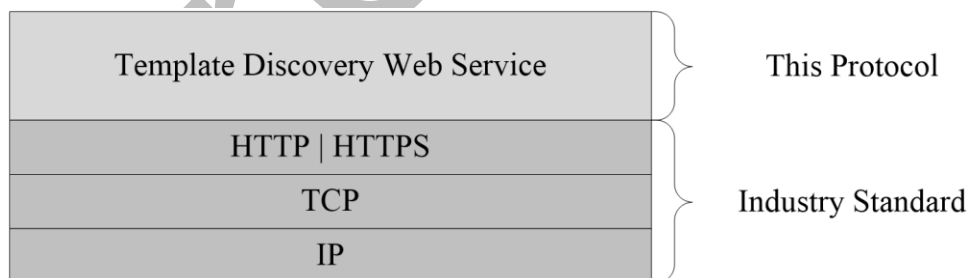 Template Discovery Web Service
This Protocol
HTTP | HTTPS
TCP
Industry Standard
IP